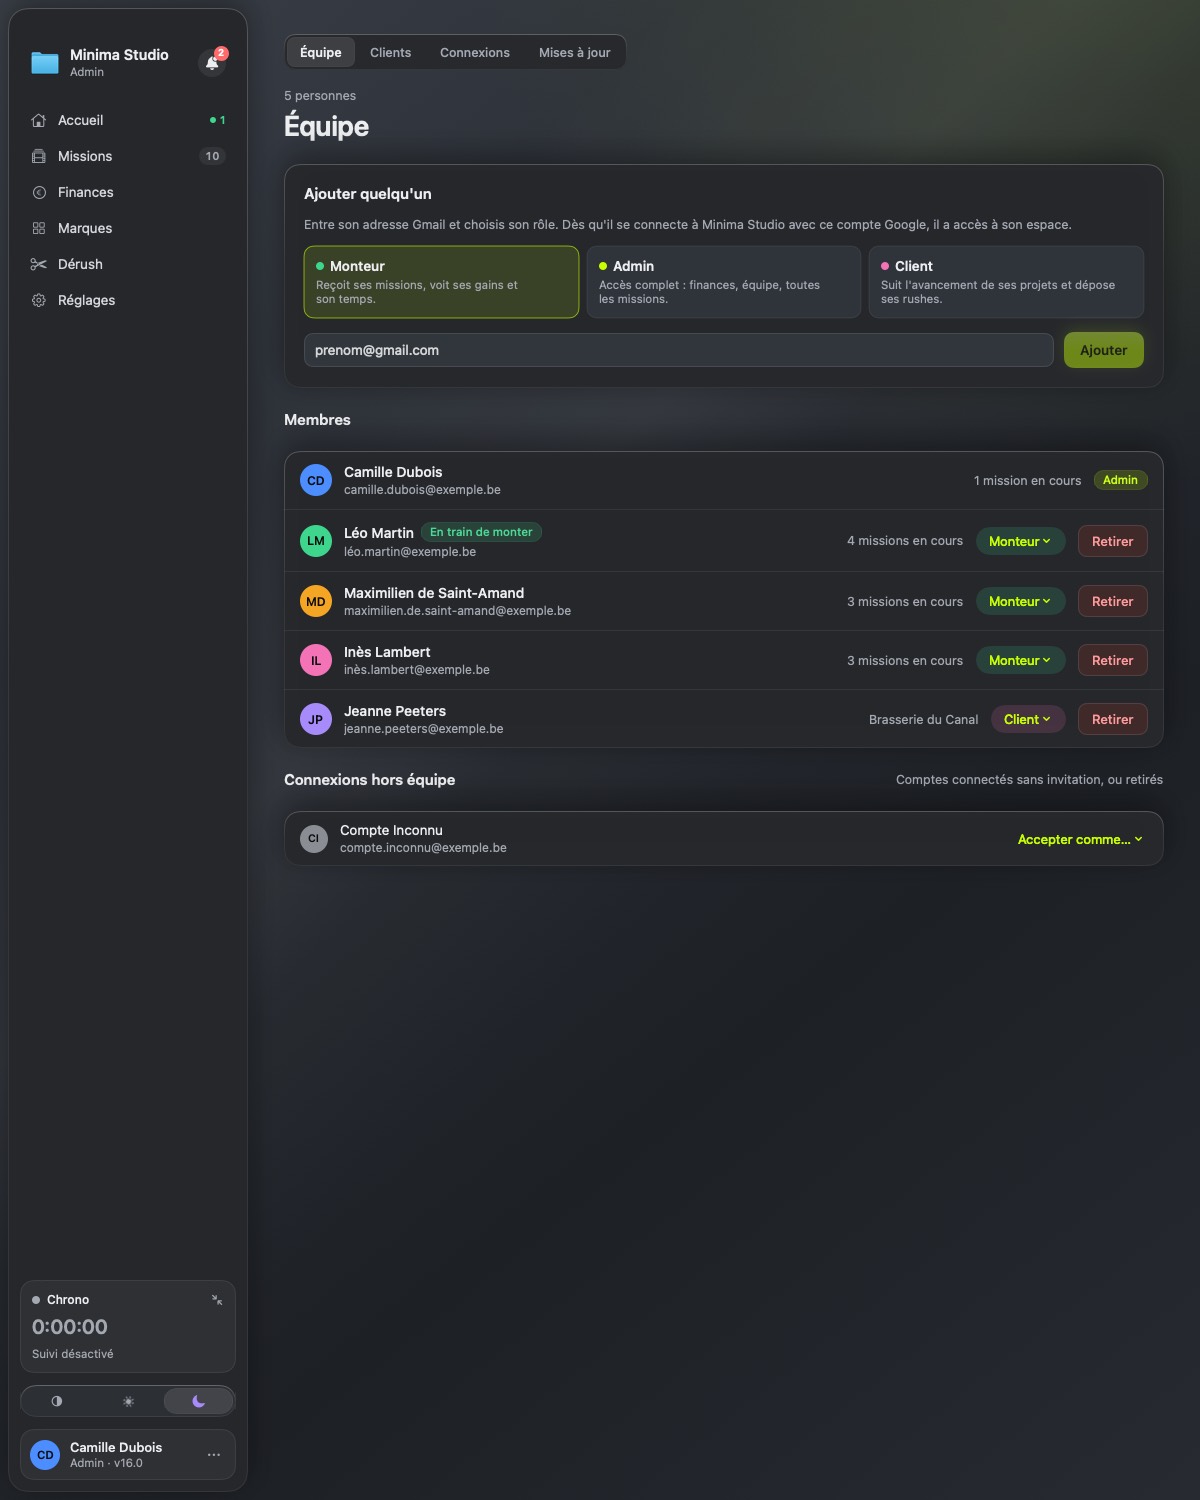 Minima Studio
Admin
2
Accueil
1
Missions
10
Finances
Marques
Dérush
Réglages
Chrono
0:00:00
Suivi désactivé
CD
Camille Dubois
Admin · v16.0
Équipe
Clients
Connexions
Mises à jour
5 personnes
Équipe
Ajouter quelqu'un
Entre son adresse Gmail et choisis son rôle. Dès qu'il se connecte à Minima Studio avec ce compte Google, il a accès à son espace.
Monteur
Reçoit ses missions, voit ses gains et
son temps.
Admin
Accès complet : finances, équipe, toutes
les missions.
Client
Suit l'avancement de ses projets et dépose
ses rushes.
prenom@gmail.com
Ajouter
Membres
CD
Camille Dubois
camille.dubois@exemple.be
1 mission en cours
Admin
LM
Léo Martin
En train de monter
léo.martin@exemple.be
4 missions en cours
Monteur
Retirer
MD
Maximilien de Saint-Amand
maximilien.de.saint-amand@exemple.be
3 missions en cours
Monteur
Retirer
IL
Inès Lambert
inès.lambert@exemple.be
3 missions en cours
Monteur
Retirer
JP
Jeanne Peeters
jeanne.peeters@exemple.be
Brasserie du Canal
Client
Retirer
Connexions hors équipe
Comptes connectés sans invitation, ou retirés
CI
Compte Inconnu
compte.inconnu@exemple.be
Accepter comme...